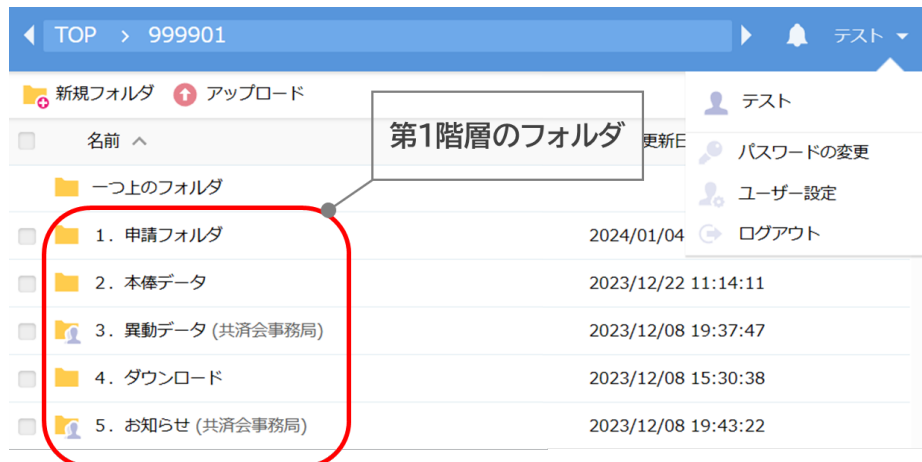 TOP > 999901
テスト
新規フォルダ アップロード
テスト
名前
第1階層のフォルダ
更新日
パスワードの変更
一つ上のフォルダ
ユーザー設定
1. 申請フォルダ 2024/01/04
ログアウト
2. 本俸データ 2023/12/22 11:14:11
3. 異動データ (共済会事務局) 2023/12/08 19:37:47
4. ダウンロード 2023/12/08 15:30:38
5. お知らせ (共済会事務局) 2023/12/08 19:43:22